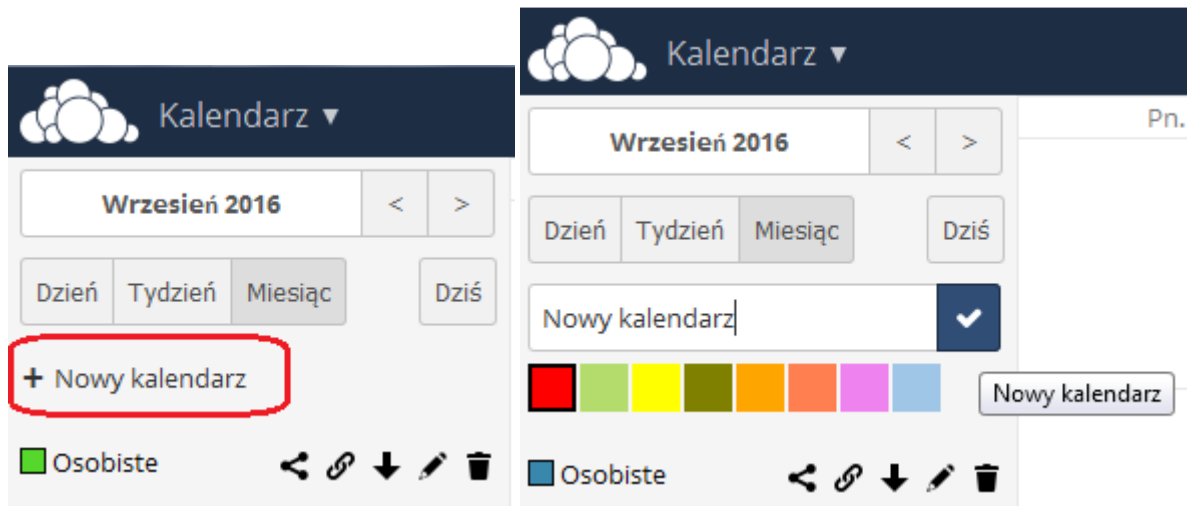 Kalendarz ▾
Wrzesień 2016 < >
Dzień Tydzień Miesiąc Dziś
+ Nowy kalendarz
Osobiste
Kalendarz ▾
Pn.
Wrzesień 2016 < >
Dzień Tydzień Miesiąc Dziś
Nowy kalendarz
Nowy kalendarz
Osobiste